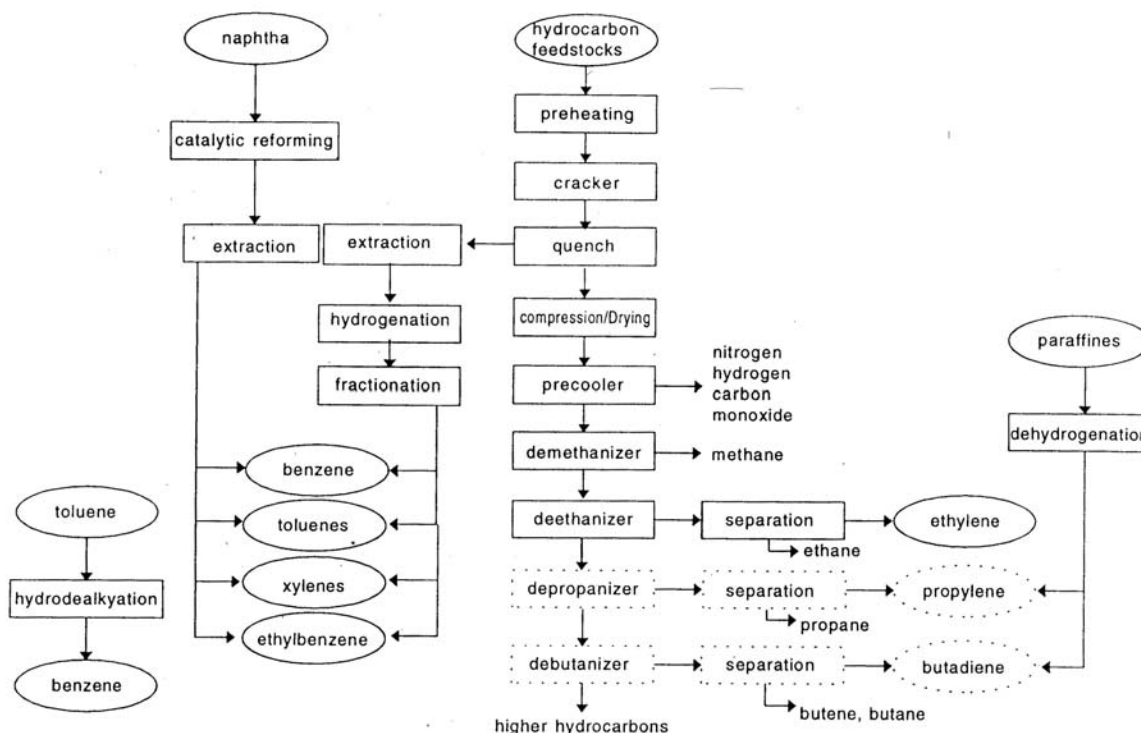 naphtha
hydrocarbon
feedstocks
preheating
catalytic reforming
cracker
extraction
extraction
quench
hydrogenation
compression/Drying
paraffines
nitrogen
hydrogen
carbon
monoxide
fractionation
precooler
dehydrogenation
demethanizer
methane
benzene
toluene
toluenes
deethanizer
separation
ethylene
ethane
xylenes
hydrodealkyation
depropanizer
separation
propylene
propane
ethylbenzene
debutanizer
separation
butadiene
benzene
butene, butane
higher hydrocarbons